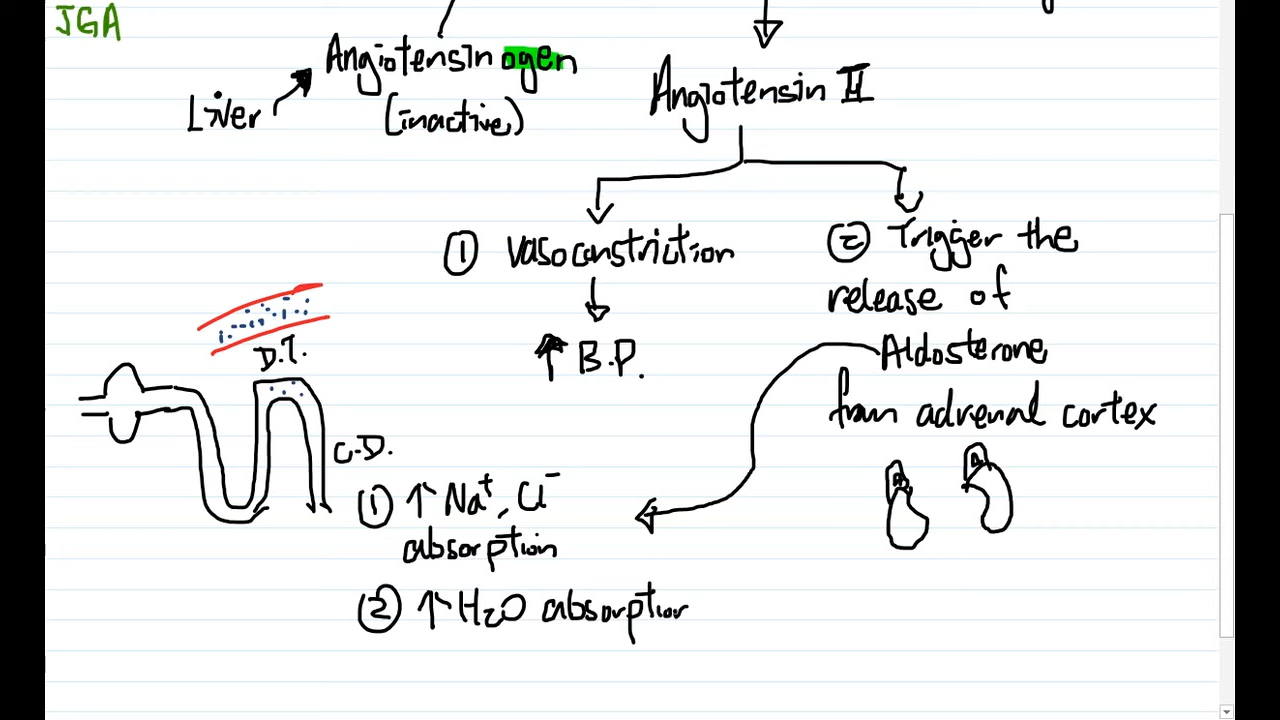 JGA
Angiotensinogen
(inactive)
Liver
Angiotensin II
① Vasoconstriction
↑ B.P.
② Trigger the
release of
Aldosterone
from adrenal cortex
D.T.
C.D.
① ↑ Na⁺, Cl⁻
absorption
② ↑ H₂O absorption